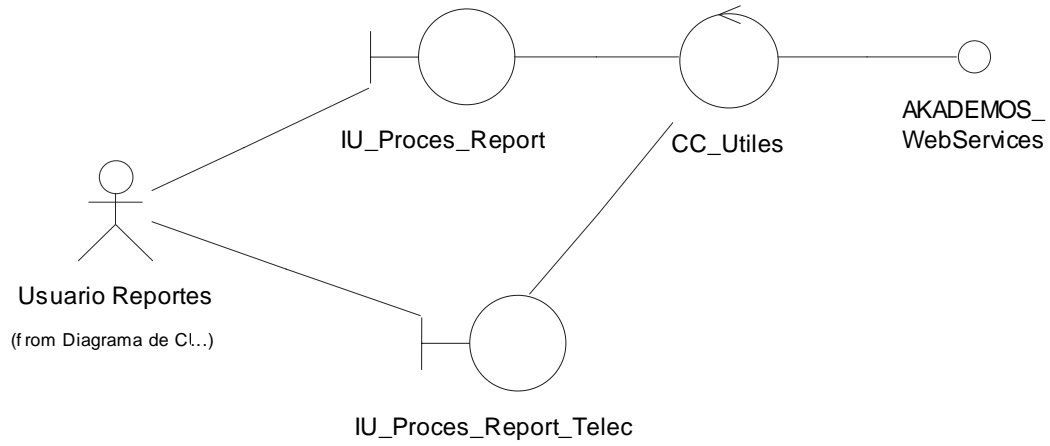 IU_Proces_Report
CC_Utiles
AKADEMOS_
WebServices
Usuario Reportes
(from Diagrama de Cl...)
IU_Proces_Report_Telec